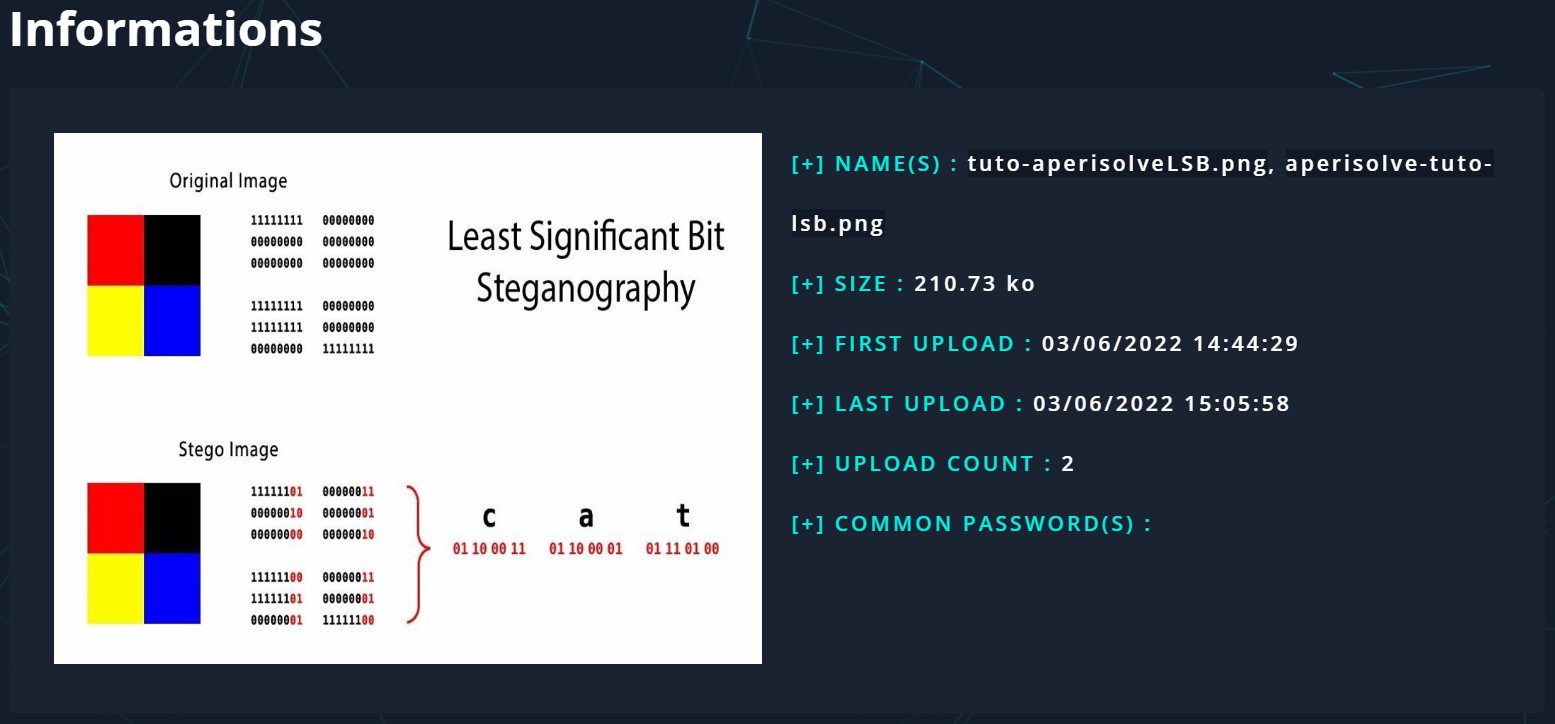 Informations
Original Image
11111111 00000000
00000000 00000000
00000000 00000000
11111111 00000000
11111111 00000000
00000000 11111111
Least Significant Bit
Steganography
Stego Image
11111101 00000011
00000010 00000001
00000000 00000010
11111100 00000011
11111101 00000001
00000001 11111100
c a t
01 10 00 11 01 10 00 01 01 11 01 00
[+] NAME(S) : tuto-aperisolveLSB.png, aperisolve-tuto-
lsb.png
[+] SIZE : 210.73 ko
[+] FIRST UPLOAD : 03/06/2022 14:44:29
[+] LAST UPLOAD : 03/06/2022 15:05:58
[+] UPLOAD COUNT : 2
[+] COMMON PASSWORD(S) :